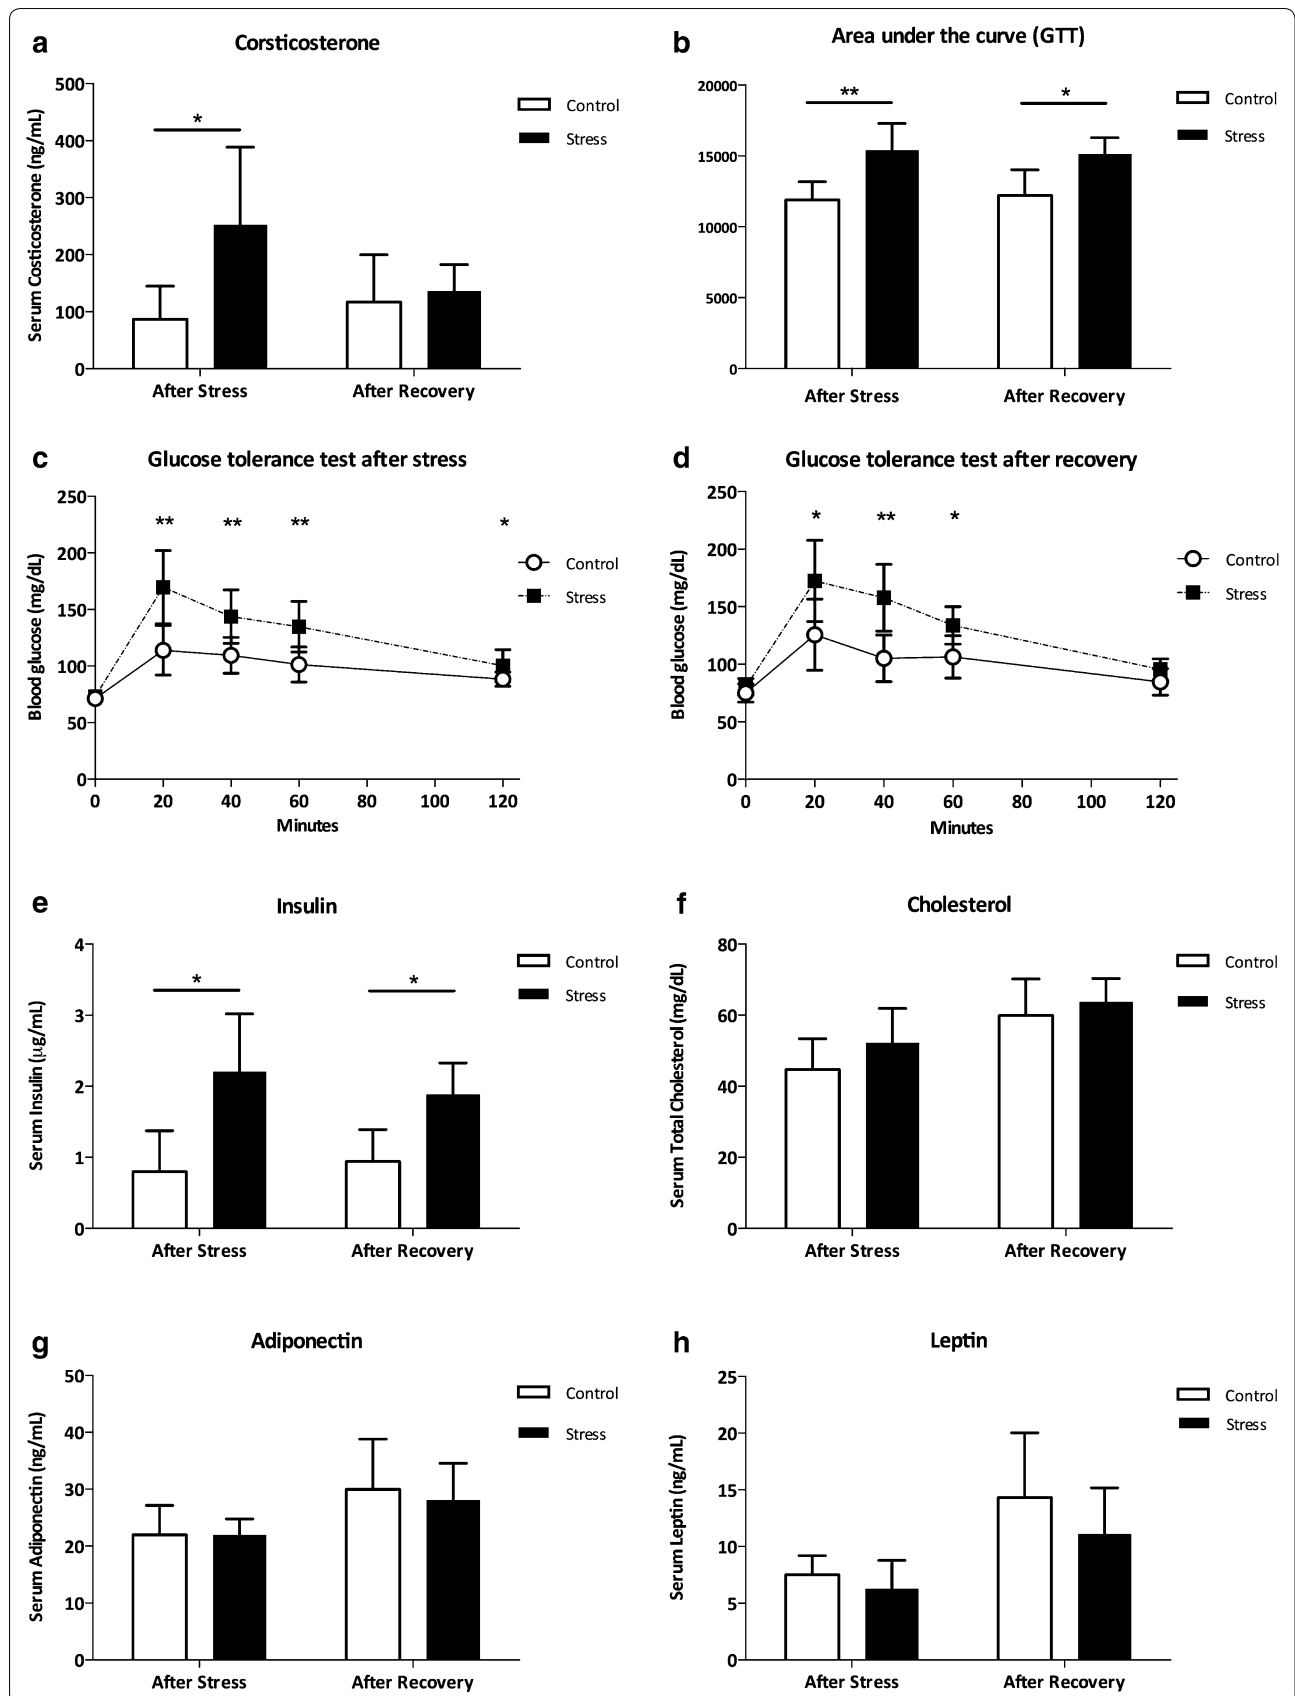 a
Corsticosterone
Serum Costicosterone (ng/mL)
500
400
300
200
100
0
*
After Stress
After Recovery
Control
Stress
b
Area under the curve (GTT)
20000
15000
10000
5000
0
**
*
After Stress
After Recovery
Control
Stress
c
Glucose tolerance test after stress
Blood glucose (mg/dL)
250
200
150
100
50
0
** ** ** *
0 20 40 60 80 100 120
Minutes
Control
Stress
d
Glucose tolerance test after recovery
Blood glucose (mg/dL)
250
200
150
100
50
0
* ** *
0 20 40 60 80 100 120
Minutes
Control
Stress
e
Insulin
Serum Insulin (μg/mL)
4
3
2
1
0
*
*
After Stress
After Recovery
Control
Stress
f
Cholesterol
Serum Total Cholesterol (mg/dL)
80
60
40
20
0
After Stress
After Recovery
Control
Stress
g
Adiponectin
Serum Adiponectin (ng/mL)
50
40
30
20
10
0
After Stress
After Recovery
Control
Stress
h
Leptin
Serum Leptin (ng/mL)
25
20
15
10
5
0
After Stress
After Recovery
Control
Stress